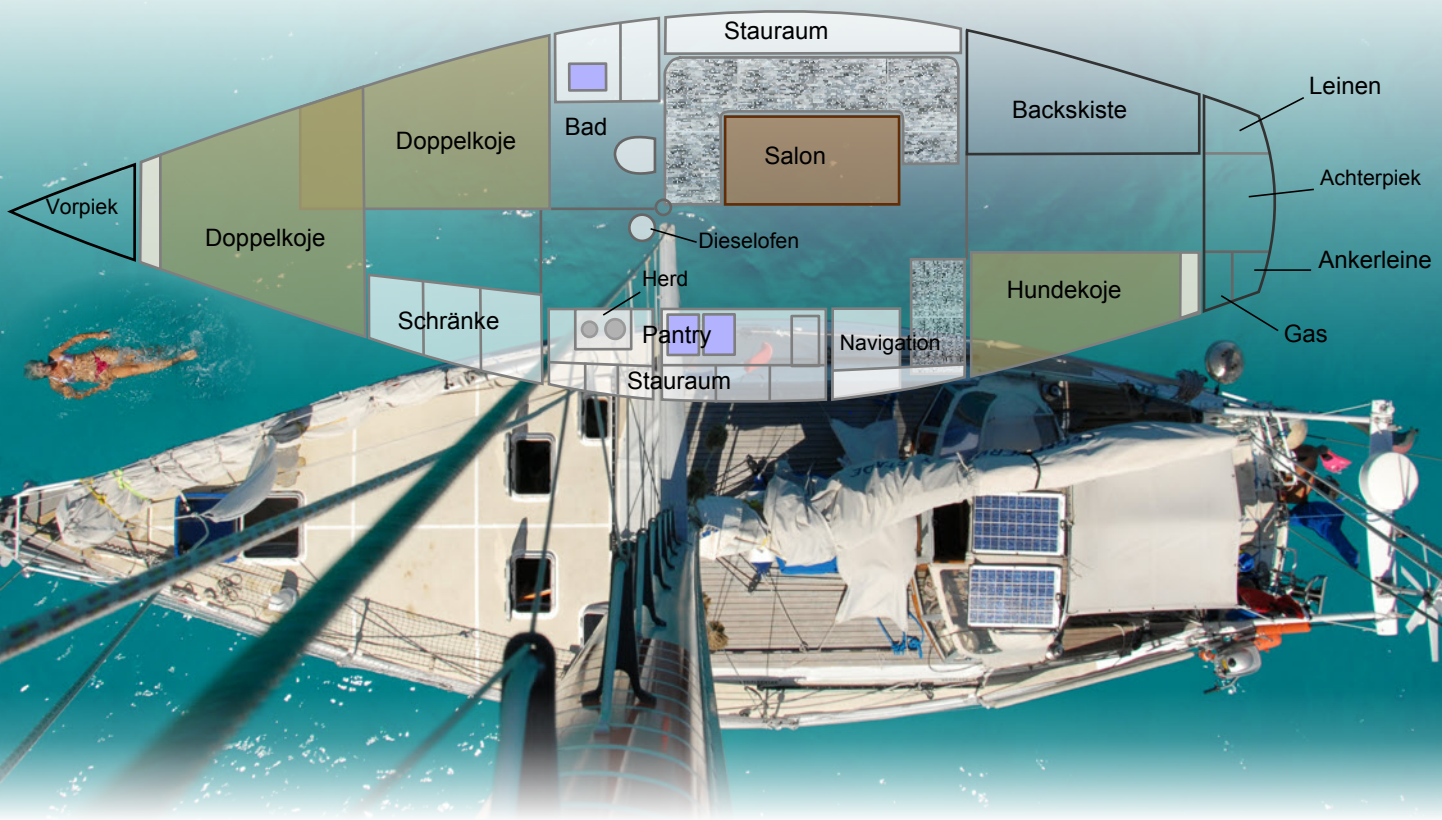 Stauraum
Leinen
Backskiste
Bad
Doppelkoje
Salon
Achterpiek
Vorpiek
Doppelkoje
Dieselofen
Ankerleine
Herd
Hundekoje
Schränke
Pantry
Navigation
Gas
Stauraum